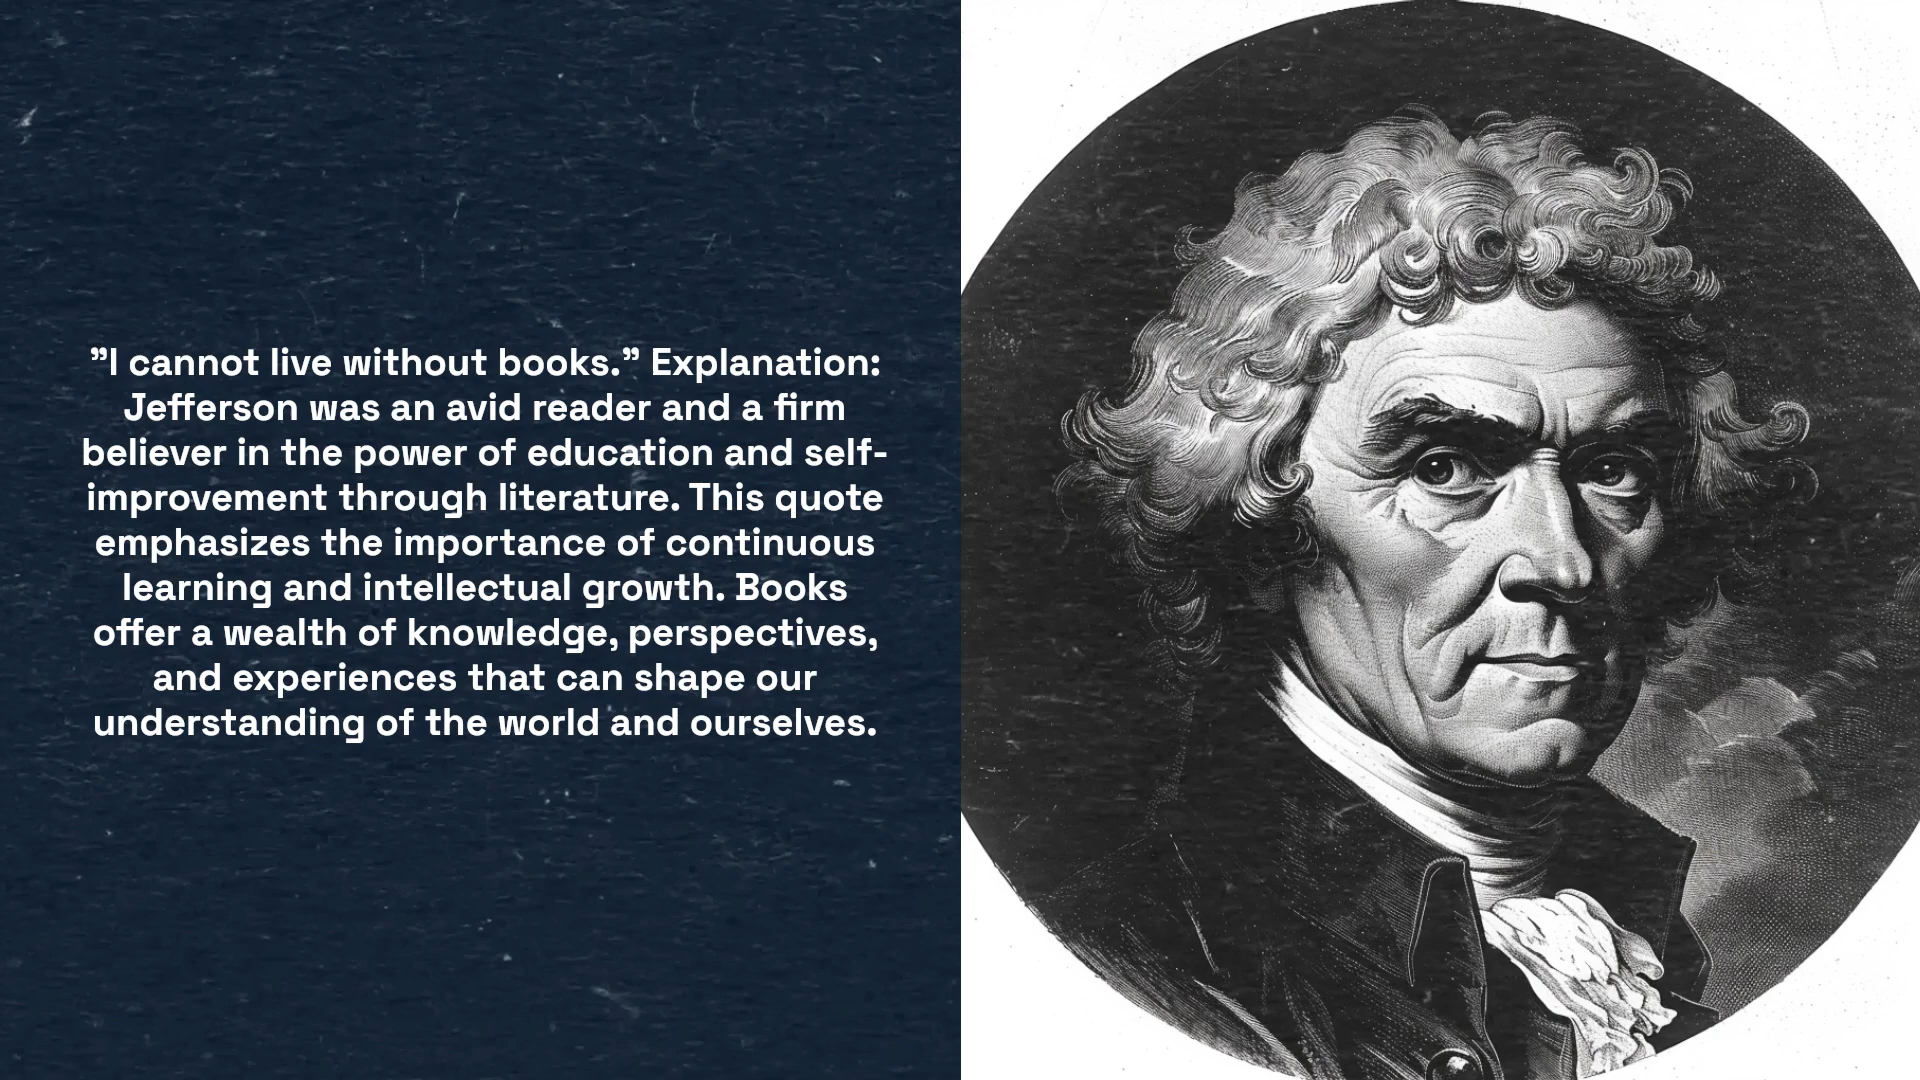 ”I cannot live without books.” Explanation:
Jefferson was an avid reader and a firm
believer in the power of education and self-
improvement through literature. This quote
emphasizes the importance of continuous
learning and intellectual growth. Books
offer a wealth of knowledge, perspectives,
and experiences that can shape our
understanding of the world and ourselves.